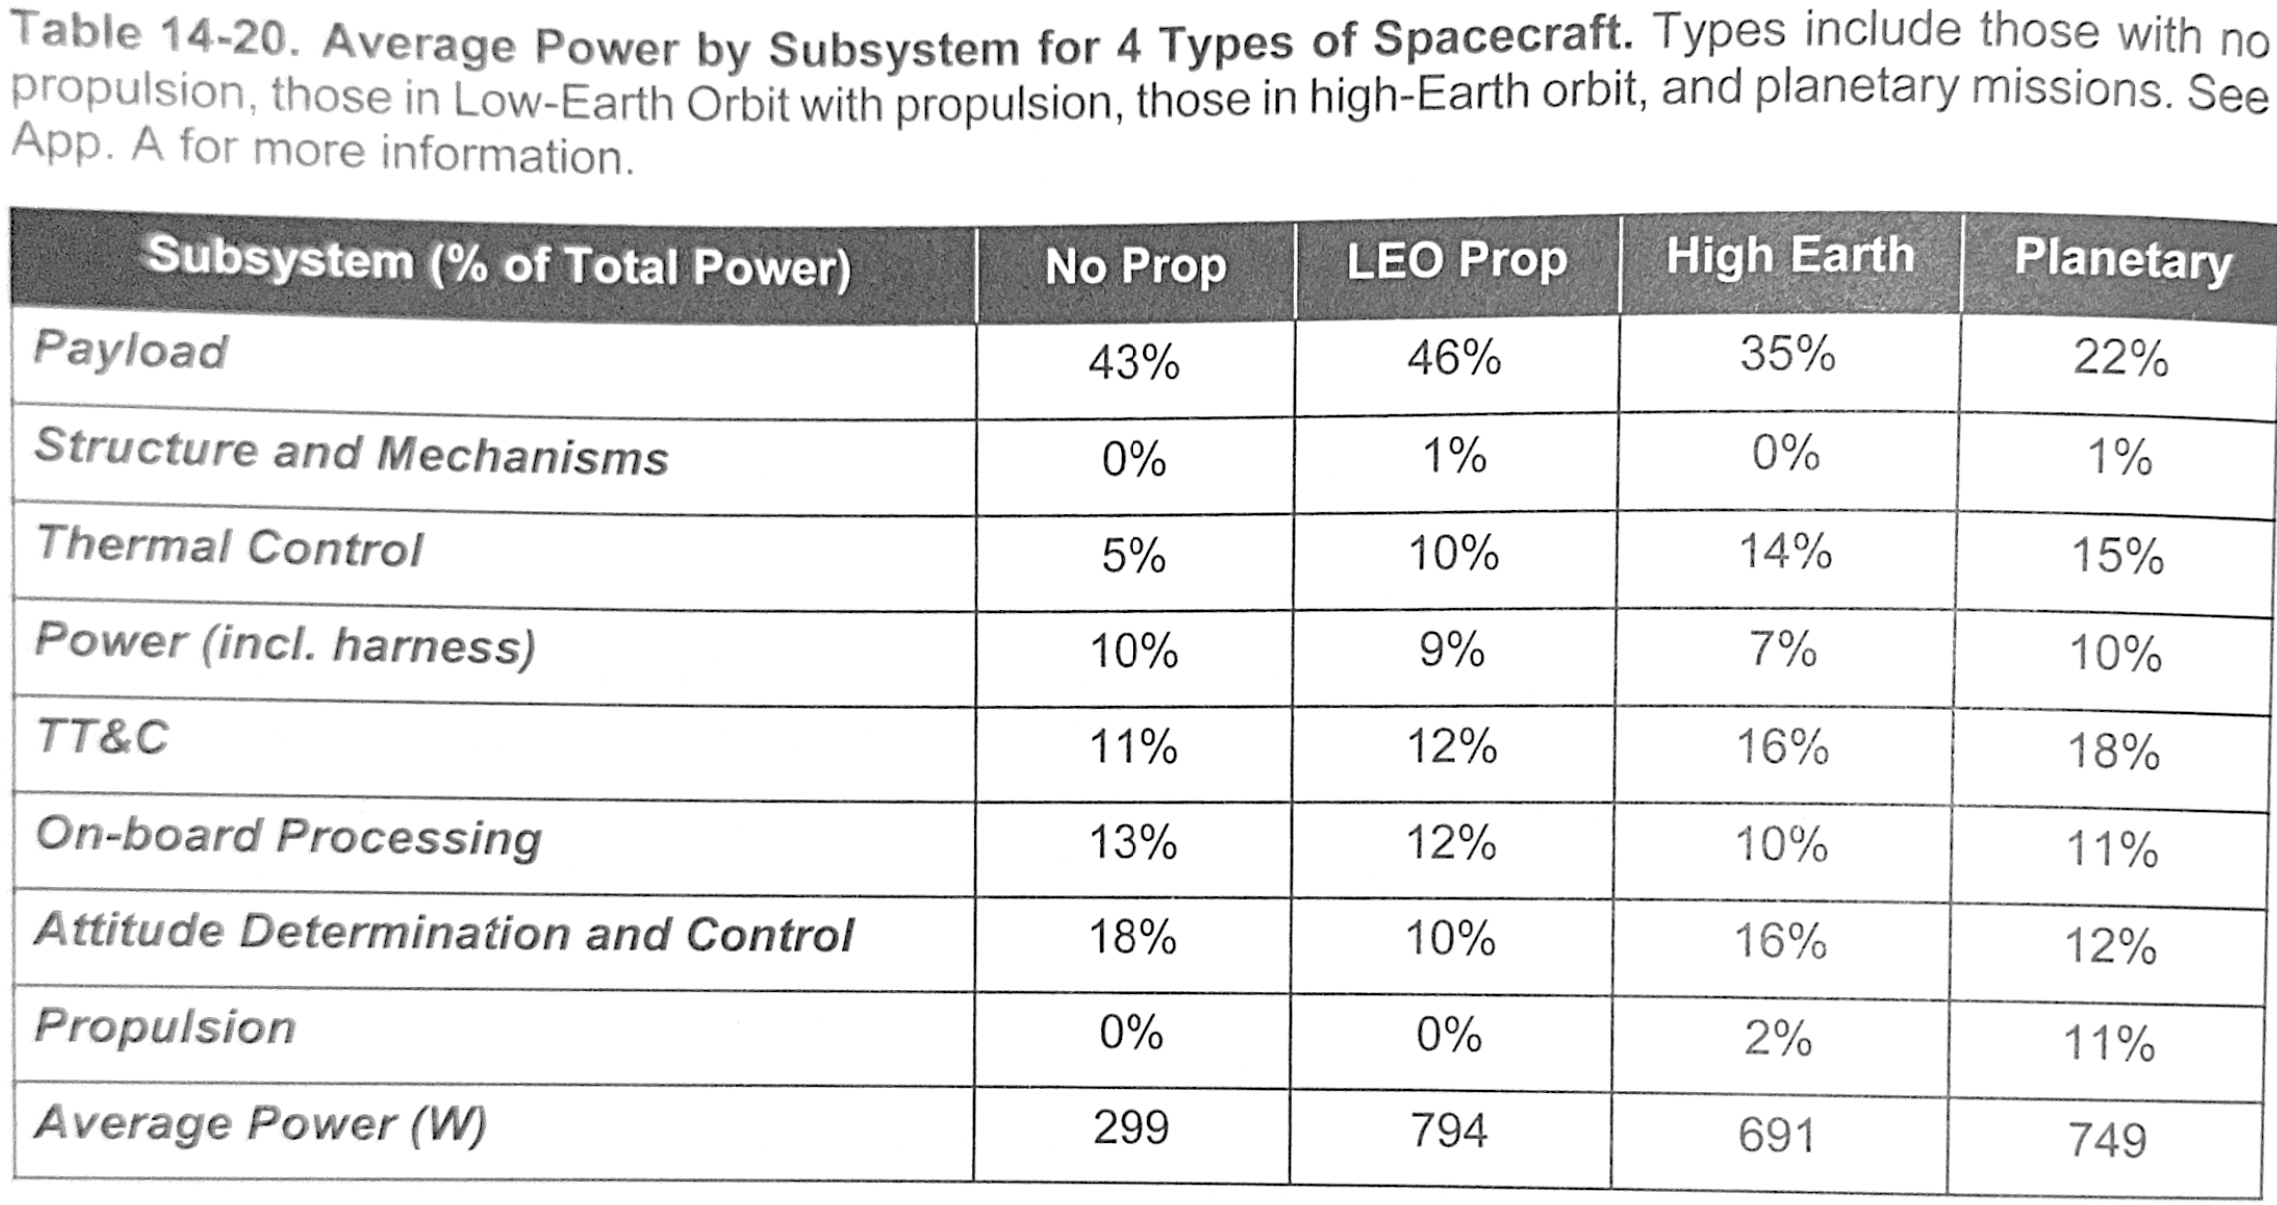 Table 14-20. Average Power by Subsystem for 4 Types of Spacecraft. Types include those with no
propulsion, those in Low-Earth Orbit with propulsion, those in high-Earth orbit, and planetary missions. See
App. A for more information.
Subsystem (% of Total Power) No Prop LEO Prop High Earth Planetary
Payload 43% 46% 35% 22%
Structure and Mechanisms 0% 1% 0% 1%
Thermal Control 5% 10% 14% 15%
Power (incl. harness) 10% 9% 7% 10%
TT&C 11% 12% 16% 18%
On-board Processing 13% 12% 10% 11%
Attitude Determination and Control 18% 10% 16% 12%
Propulsion 0% 0% 2% 11%
Average Power (W) 299 794 691 749